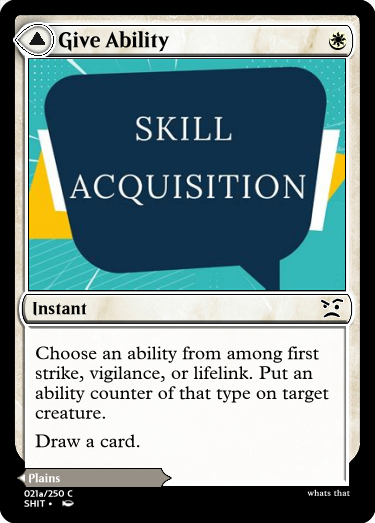 Give Ability
SKILL
ACQUISITION
Instant
Choose an ability from among first
strike, vigilance, or lifelink. Put an
ability counter of that type on target
creature.
Draw a card.
Plains
021a/250 C
SHIT •
whats that